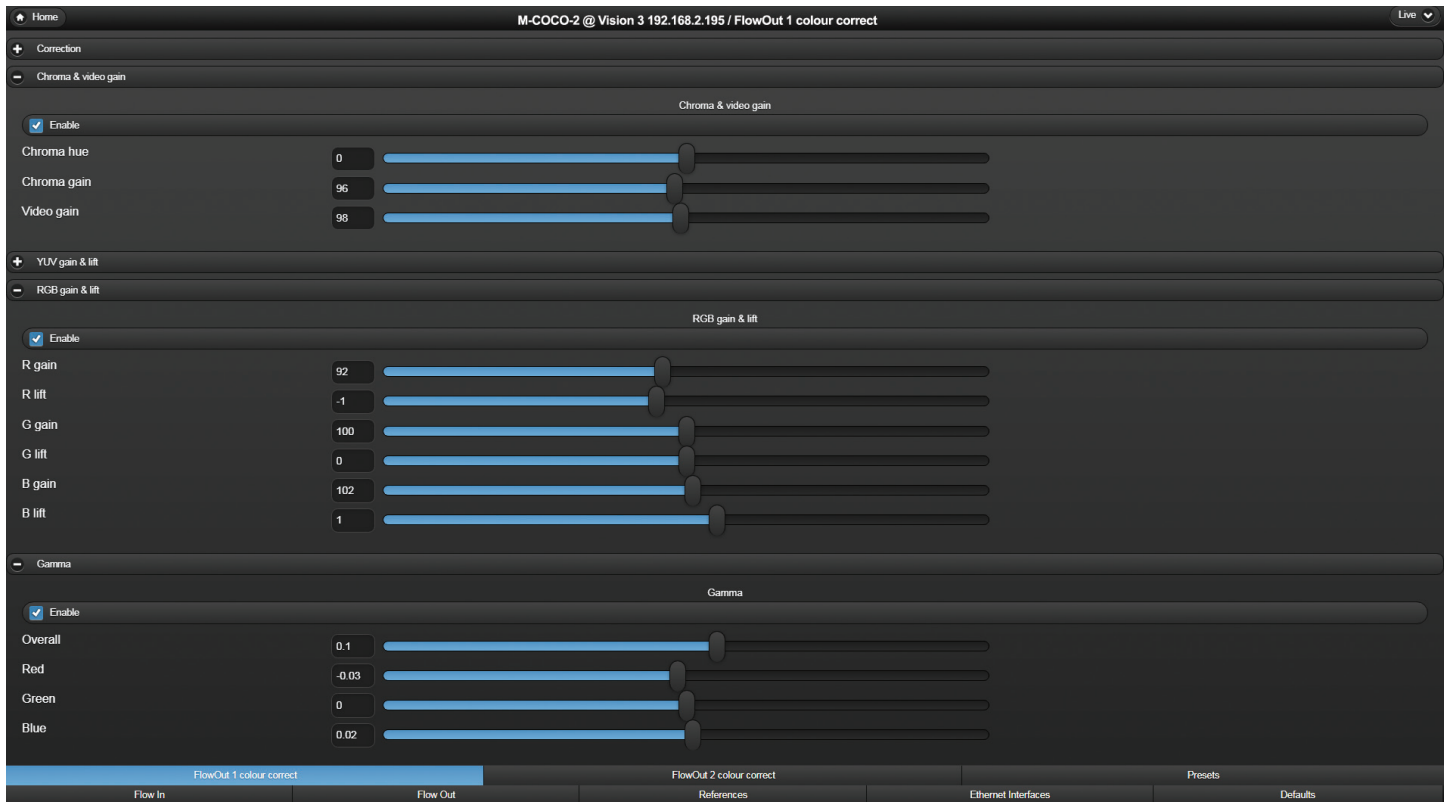 Home
M-COCO-2 @ Vision 3 192.168.2.195 / FlowOut 1 colour correct
Live
Correction
Chroma & video gain
Chroma & video gain
Enable
Chroma hue 0
Chroma gain 96
Video gain 98
YUV gain & lift
RGB gain & lift
RGB gain & lift
Enable
R gain 92
R lift -1
G gain 100
G lift 0
B gain 102
B lift 1
Gamma
Gamma
Enable
Overall 0.1
Red -0.03
Green 0
Blue 0.02
FlowOut 1 colour correct FlowOut 2 colour correct Presets
Flow In Flow Out References Ethernet Interfaces Defaults